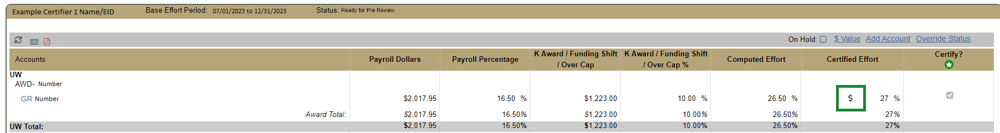 Example Certifier 1 Name/EID Base Effort Period: 07/01/2023 to 12/31/2023 Status: Ready for Pre Review
On Hold: $ Value Add Account Override Status
Accounts Payroll Dollars Payroll Percentage K Award / Funding Shift / Over Cap K Award / Funding Shift / Over Cap % Computed Effort Certified Effort Certify?
UW
AWD- Number
GR Number $2,017.95 16.50 % $1,223.00 10.00 % 26.50 % $ 27 %
Award Total: $2,017.95 16.50% $1,223.00 10.00% 26.50% 27%
UW Total: $2,017.95 16.50% $1,223.00 10.00% 26.50% 27%